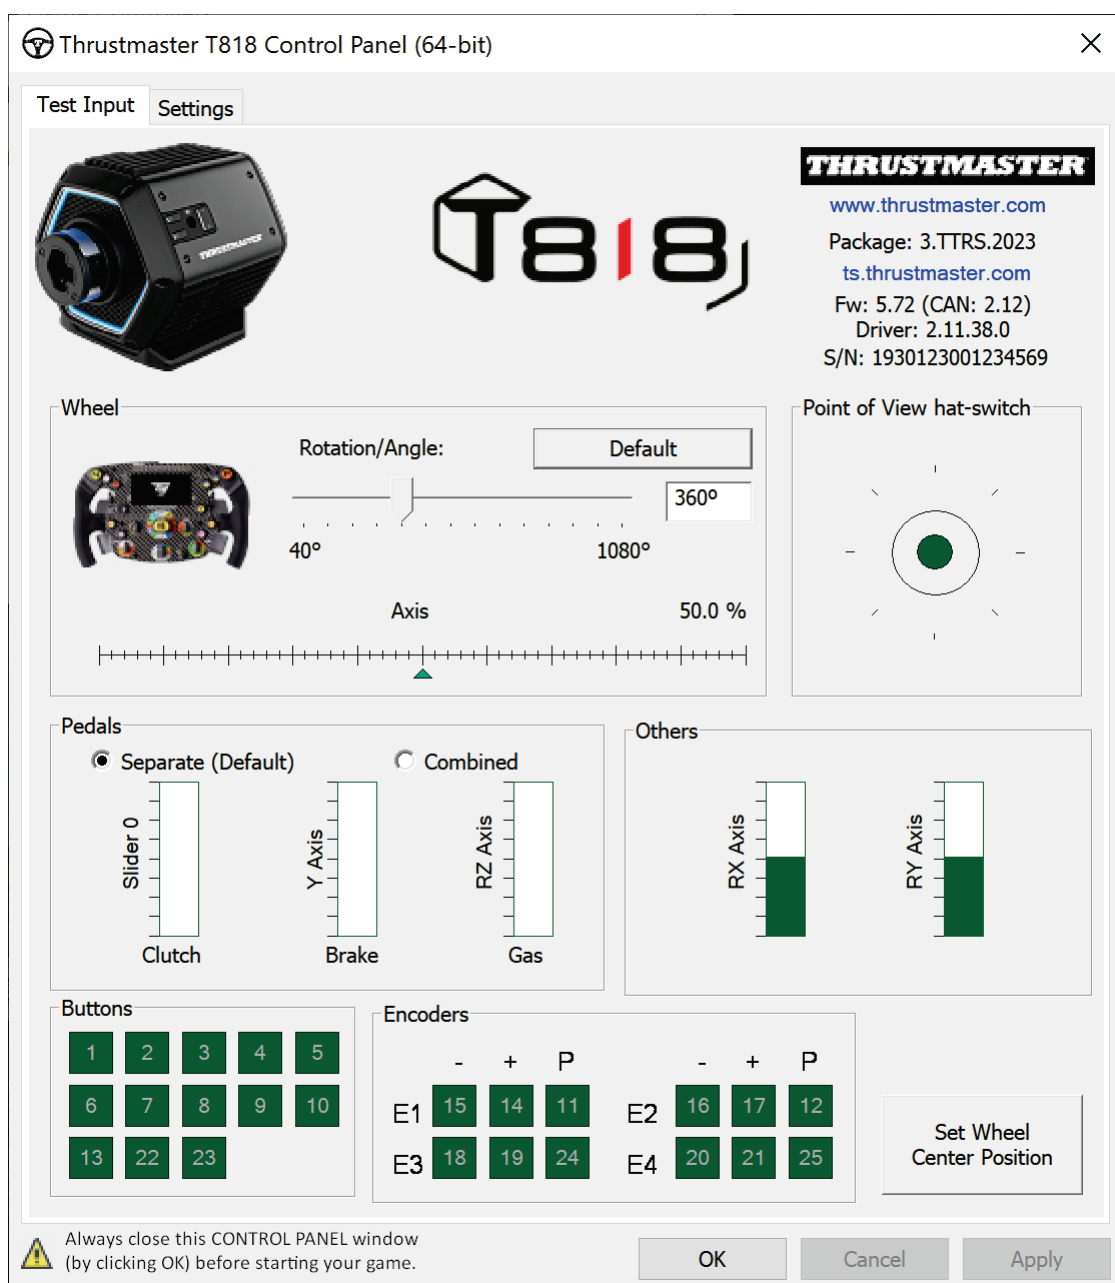 Thrustmaster T818 Control Panel (64-bit)
Test Input
Settings
THRUSTMASTER
T818
THRUSTMASTER
www.thrustmaster.com
Package: 3.TTRS.2023
ts.thrustmaster.com
Fw: 5.72 (CAN: 2.12)
Driver: 2.11.38.0
S/N: 1930123001234569
Wheel
Rotation/Angle:
Default
360º
40º
1080º
Axis
50.0 %
Point of View hat-switch
Pedals
Separate (Default)
Combined
Slider 0
Y Axis
RZ Axis
Clutch
Brake
Gas
Others
RX Axis
RY Axis
Buttons
1 2 3 4 5
6 7 8 9 10
13 22 23
Encoders
- + P - + P
E1 15 14 11 E2 16 17 12
E3 18 19 24 E4 20 21 25
Set Wheel
Center Position
Always close this CONTROL PANEL window
(by clicking OK) before starting your game.
OK
Cancel
Apply